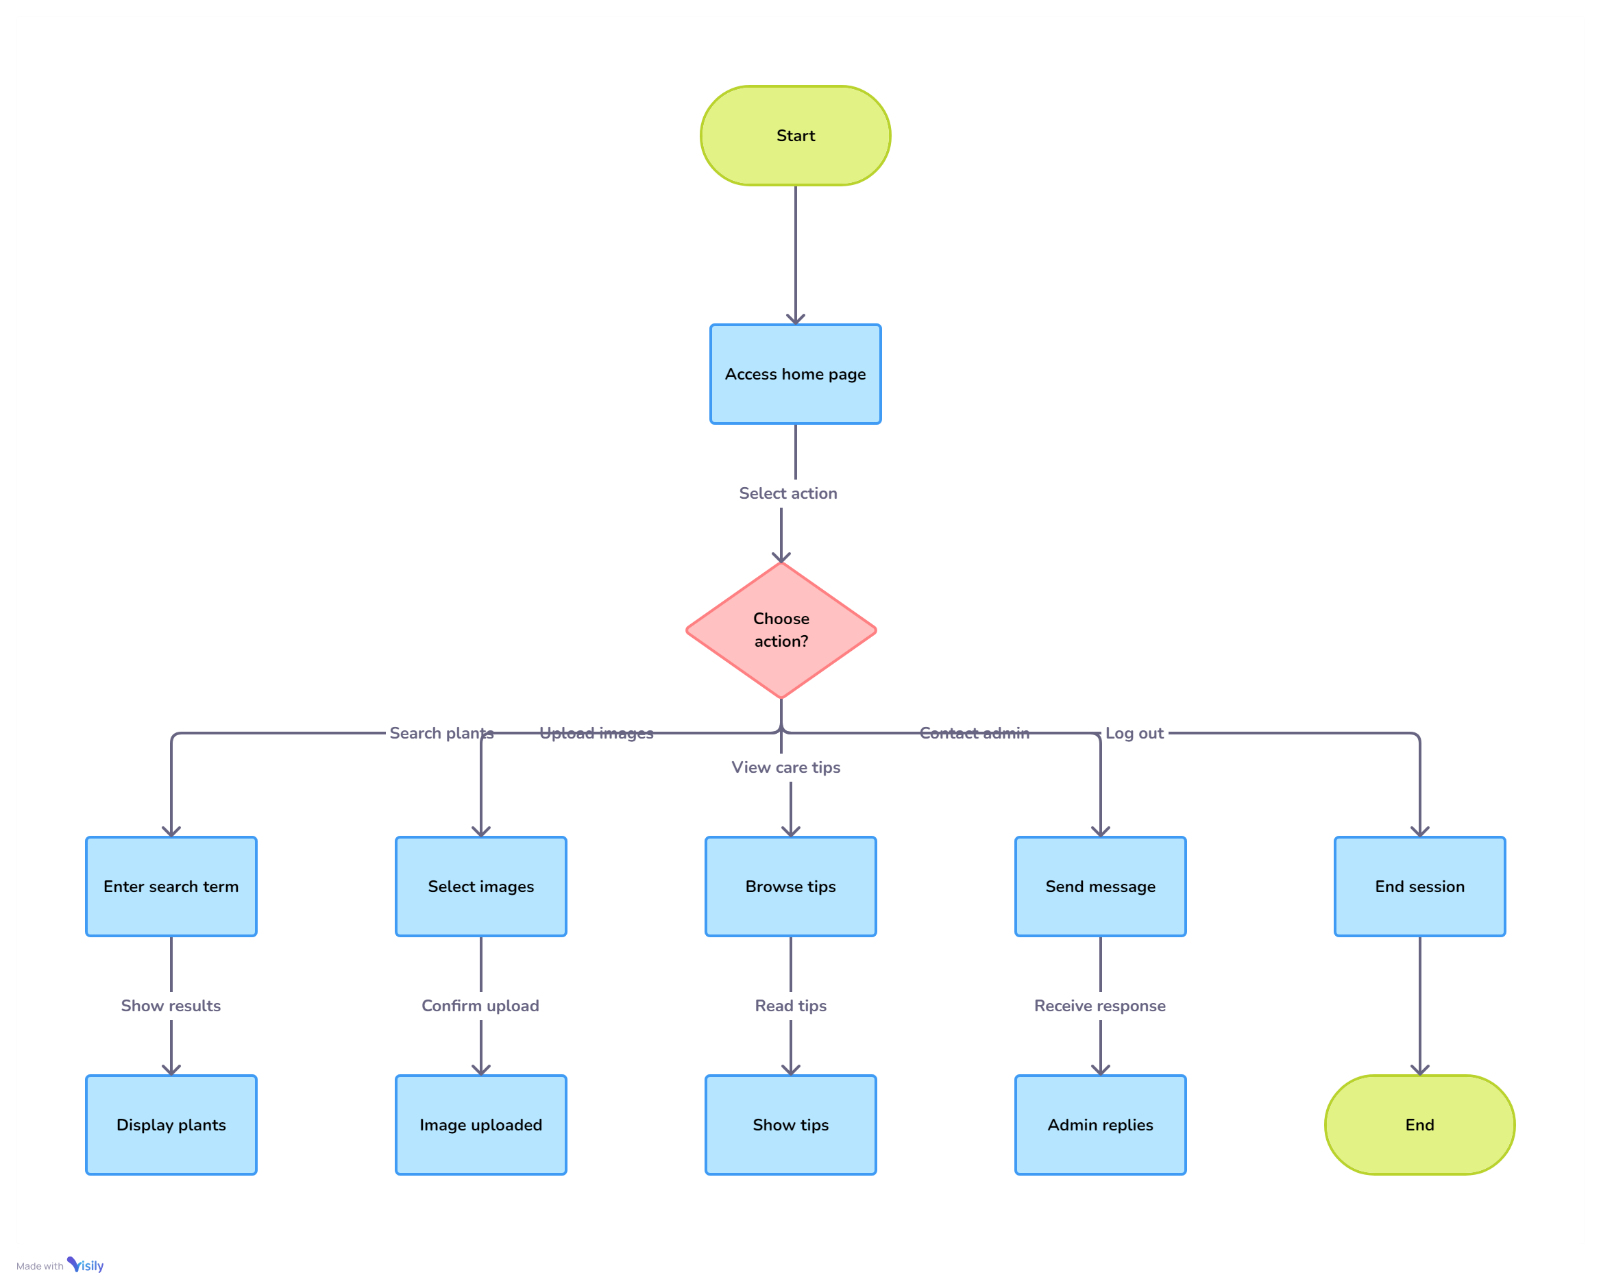 Start
Access home page
Select action
Choose
action?
Search plants
Upload images
Contact admin
Log out
View care tips
Enter search term
Select images
Browse tips
Send message
End session
Show results
Confirm upload
Read tips
Receive response
Display plants
Image uploaded
Show tips
Admin replies
End
Made with Visily